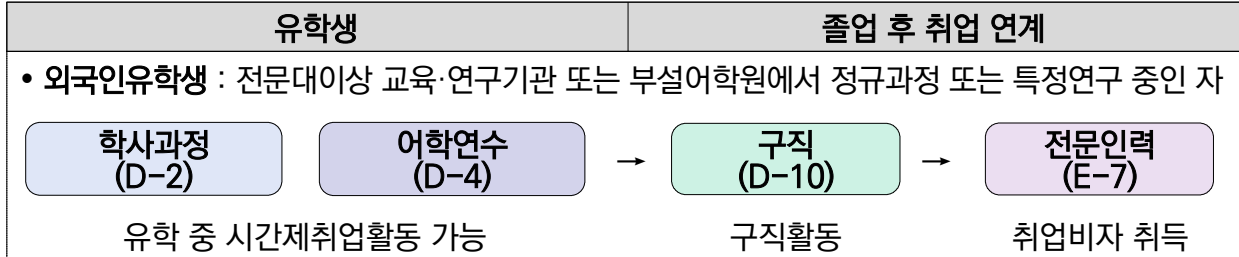 유학생 졸업 후 취업 연계
• 외국인유학생 : 전문대이상 교육·연구기관 또는 부설어학원에서 정규과정 또는 특정연구 중인 자
학사과정 어학연수 구직 전문인력
(D-2) (D-4) → (D-10) → (E-7)
유학 중 시간제취업활동 가능 구직활동 취업비자 취득